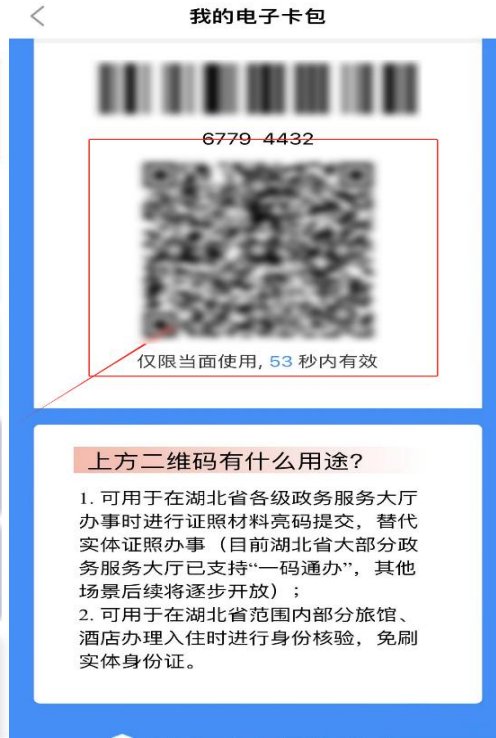 我的电子卡包
6779 4432
仅限当面使用, 53 秒内有效
上方二维码有什么用途?
1. 可用于在湖北省各级政务服务大厅
办事时进行证照材料亮码提交，替代
实体证照办事（目前湖北省大部分政
务服务大厅已支持“一码通办”，其他
场景后续将逐步开放）；
2. 可用于在湖北省范围内部分旅馆、
酒店办理入住时进行身份核验，免刷
实体身份证。